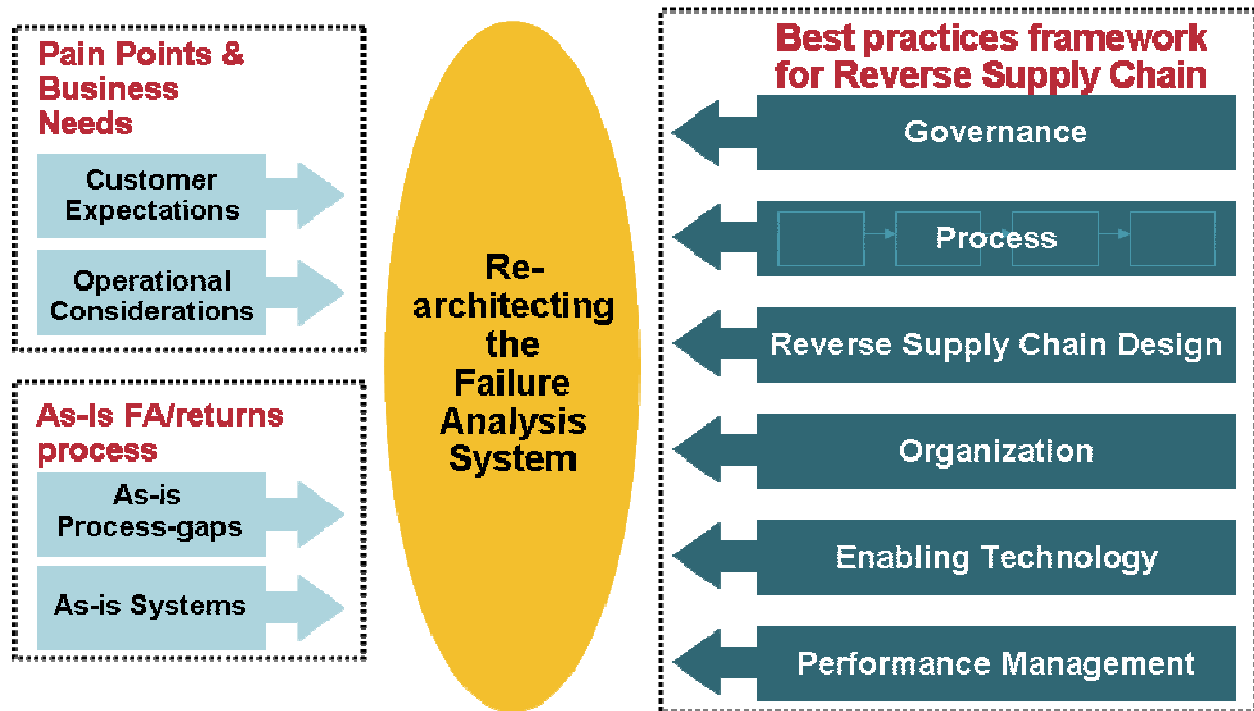 Pain Points &
Business
Needs
Customer
Expectations
Operational
Considerations
As-Is FA/returns
process
As-is
Process-gaps
As-is Systems
Re-
architecting
the
Failure
Analysis
System
Best practices framework
for Reverse Supply Chain
Governance
Process
Reverse Supply Chain Design
Organization
Enabling Technology
Performance Management